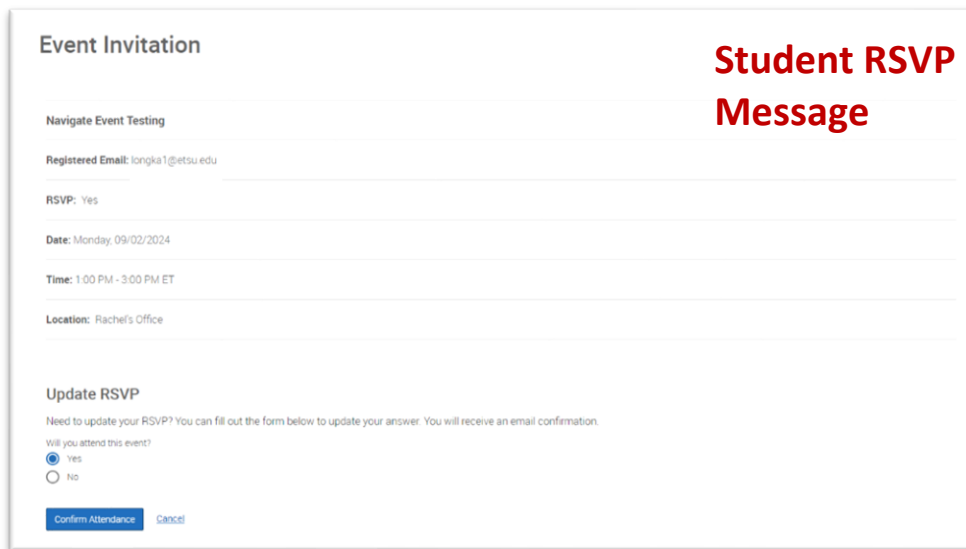 Event Invitation
Student RSVP
Message
Navigate Event Testing
Registered Email: longka1@etsu.edu
RSVP: Yes
Date: Monday, 09/02/2024
Time: 1:00 PM - 3:00 PM ET
Location: Rachel's Office
Update RSVP
Need to update your RSVP? You can fill out the form below to update your answer. You will receive an email confirmation.
Will you attend this event?
Yes
No
Confirm Attendance Cancel